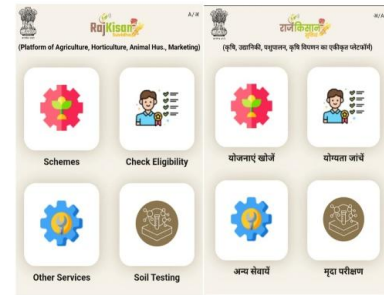 A/अ
RajKisan
(Platform of Agriculture, Horticulture, Animal Hus., Marketing)
Schemes
Check Eligibility
Other Services
Soil Testing
राजकिसान
(कृषि, उद्यानिकी, पशुपालन, कृषि विपणन का एकीकृत प्लेटफॉर्म)
योजनाएं खोजें
योग्यता जांचें
अन्य सेवायें
मृदा परीक्षण